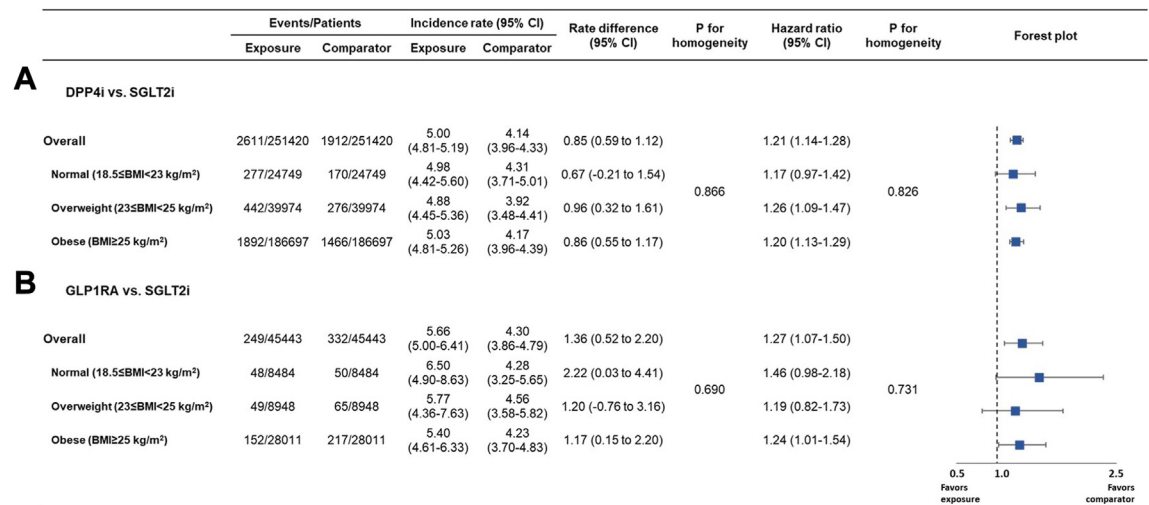 Events/Patients Incidence rate (95% CI) Rate difference (95% CI) P for homogeneity Hazard ratio (95% CI) P for homogeneity Forest plot
Exposure Comparator Exposure Comparator
A DPP4i vs. SGLT2i
Overall 2611/251420 1912/251420 5.00 (4.81-5.19) 4.14 (3.96-4.33) 0.85 (0.59 to 1.12) 1.21 (1.14-1.28)
Normal (18.5≤BMI<23 kg/m²) 277/24749 170/24749 4.98 (4.42-5.60) 4.31 (3.71-5.01) 0.67 (-0.21 to 1.54) 1.17 (0.97-1.42)
0.866 0.826
Overweight (23≤BMI<25 kg/m²) 442/39974 276/39974 4.88 (4.45-5.36) 3.92 (3.48-4.41) 0.96 (0.32 to 1.61) 1.26 (1.09-1.47)
Obese (BMI≥25 kg/m²) 1892/186697 1466/186697 5.03 (4.81-5.26) 4.17 (3.96-4.39) 0.86 (0.55 to 1.17) 1.20 (1.13-1.29)
B GLP1RA vs. SGLT2i
Overall 249/45443 332/45443 5.66 (5.00-6.41) 4.30 (3.86-4.79) 1.36 (0.52 to 2.20) 1.27 (1.07-1.50)
Normal (18.5≤BMI<23 kg/m²) 48/8484 50/8484 6.50 (4.90-8.63) 4.28 (3.25-5.65) 2.22 (0.03 to 4.41) 1.46 (0.98-2.18)
0.690 0.731
Overweight (23≤BMI<25 kg/m²) 49/8948 65/8948 5.77 (4.36-7.63) 4.56 (3.58-5.82) 1.20 (-0.76 to 3.16) 1.19 (0.82-1.73)
Obese (BMI≥25 kg/m²) 152/28011 217/28011 5.40 (4.61-6.33) 4.23 (3.70-4.83) 1.17 (0.15 to 2.20) 1.24 (1.01-1.54)
0.5 1.0 2.5
Favors exposure Favors comparator